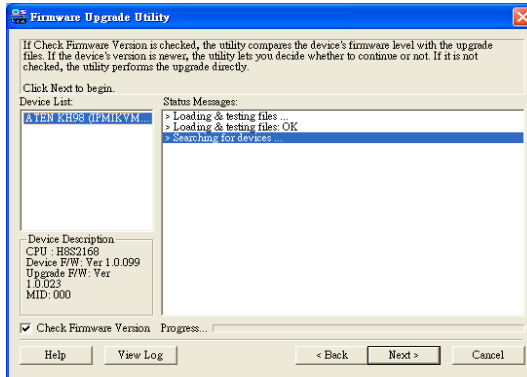 Firmware Upgrade Utility
If Check Firmware Version is checked, the utility compares the device's firmware level with the upgrade
files. If the device's version is newer, the utility lets you decide whether to continue or not. If it is not
checked, the utility performs the upgrade directly.
Click Next to begin.
Device List:
ATEN KH98 (IPMIKVM...
Status Messages:
> Loading & testing files ...
> Loading & testing files: OK
> Searching for devices ...
Device Description
CPU : H8S2168
Device F/W: Ver 1.0.099
Upgrade F/W: Ver
1.0.023
MID: 000
Check Firmware Version
Progress...
Help
View Log
< Back
Next >
Cancel